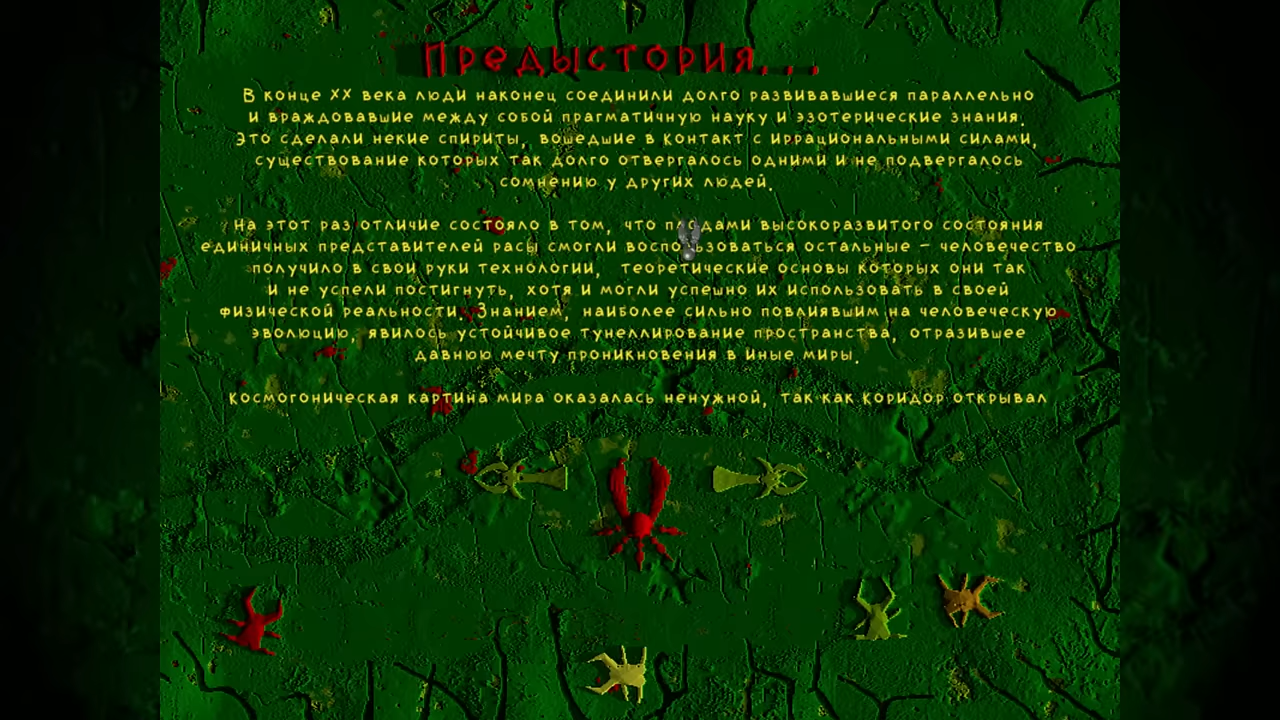 Предыстория...
В конце XX века люди наконец соединили долго развивавшиеся параллельно
и враждовавшие между собой прагматичную науку и эзотерические знания.
Это сделали некие спириты, вошедшие в контакт с иррациональными силами,
существование которых так долго отвергалось одними и не подвергалось
сомнению у других людей.
На этот раз отличие состояло в том, что плодами высокоразвитого состояния
единичных представителей расы смогли воспользоваться остальные – человечество
получило в свои руки технологии, теоретические основы которых они так
и не успели постигнуть, хотя и могли успешно их использовать в своей
физической реальности. Знанием, наиболее сильно повлиявшим на человеческую
эволюцию, явилось устойчивое тунеллирование пространства, отразившее
давнюю мечту проникновения в иные миры.
Космогоническая картина мира оказалась ненужной, так как коридор открывал